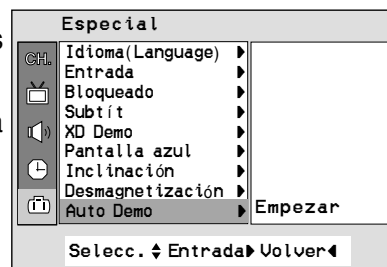 Especial
CH.
Idioma(Language)
Entrada
Bloqueado
Subtít
XD Demo
Pantalla azul
Inclinación
Desmagnetización
Auto Demo
Empezar
Selecc. Entrada Volver